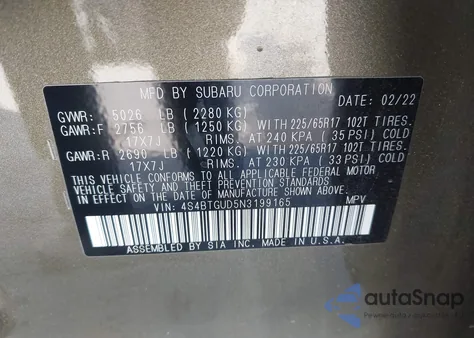 MFD BY SUBARU CORPORATION
GVWR: 5026 LB (2280 KG) DATE: 02/22
GAWR:F 2756 LB (1250 KG) WITH 225/65R17 102T TIRES.
17X7J RIMS. AT 240 KPA (35 PSI) COLD
GAWR:R 2690 LB (1220 KG) WITH 225/65R17 102T TIRES.
17X7J RIMS. AT 230 KPA (33 PSI) COLD
THIS VEHICLE CONFORMS TO ALL APPLICABLE FEDERAL MOTOR
VEHICLE SAFETY, BUMPER, AND THEFT PREVENTION STANDARDS
IN EFFECT ON THE DATE OF MANUFACTURE SHOWN ABOVE.
VIN: 4S4BTGUD5N3199165 MPV
ASSEMBLED BY SIA INC. MADE IN U.S.A.
autoSnap